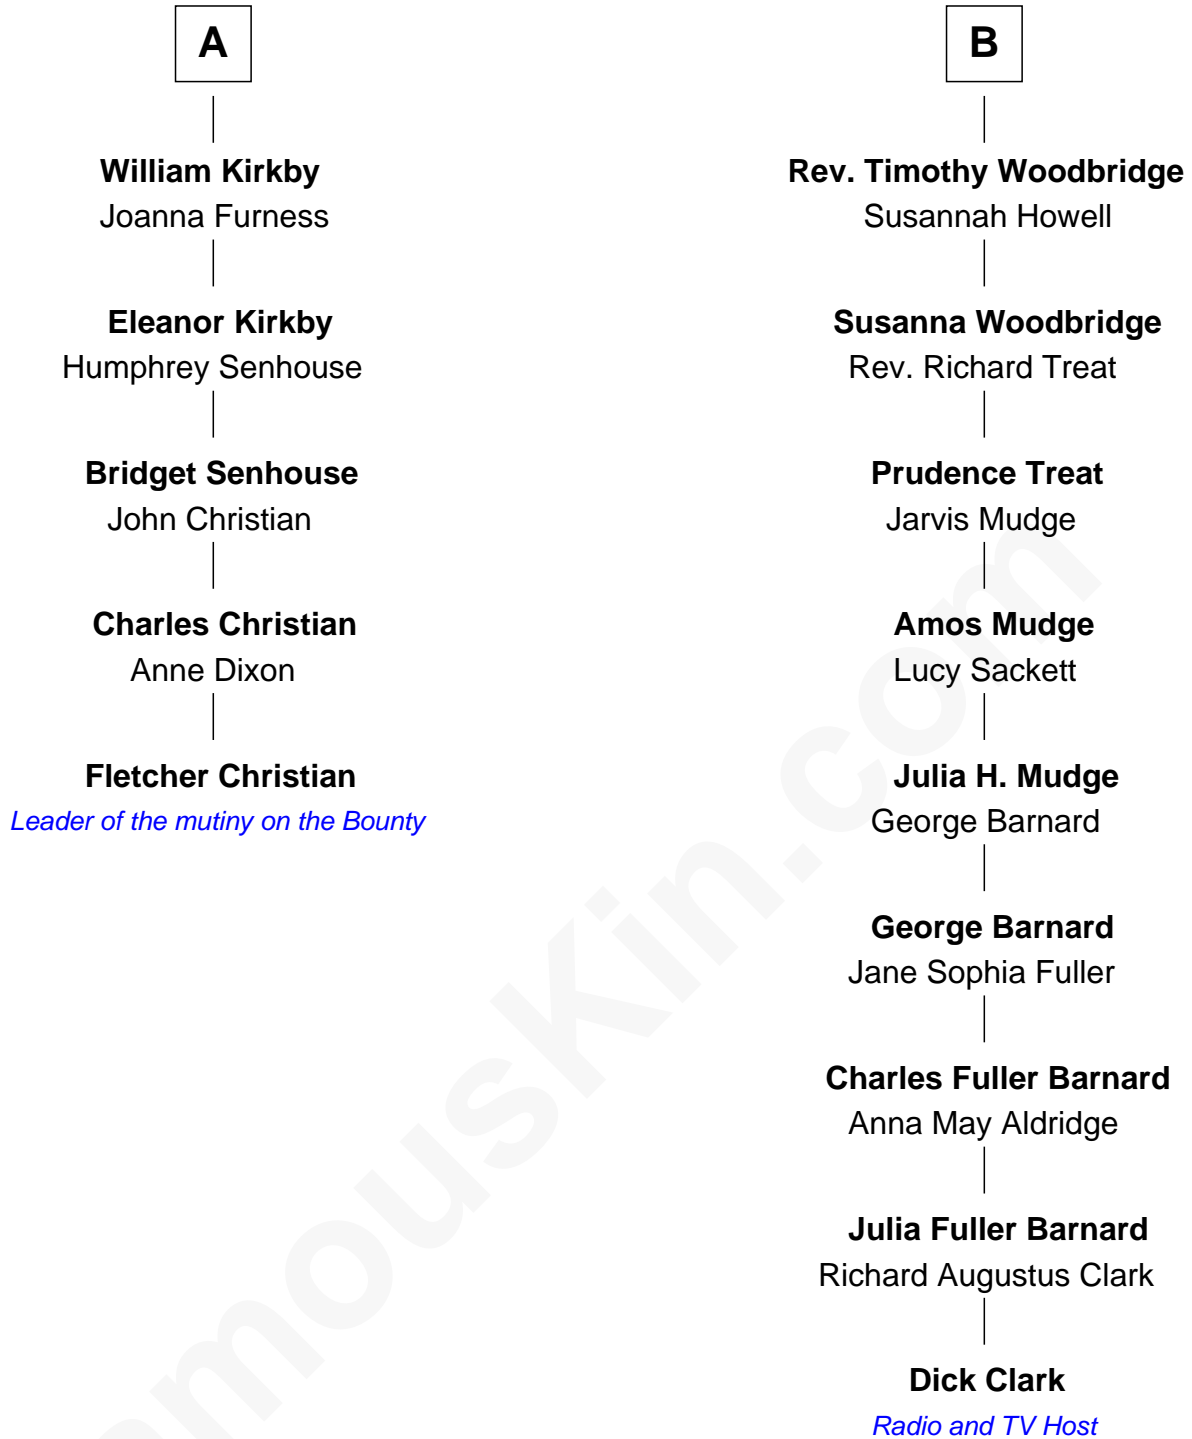 A
William Kirkby
Joanna Furness
Eleanor Kirkby
Humphrey Senhouse
Bridget Senhouse
John Christian
Charles Christian
Anne Dixon
Fletcher Christian
Leader of the mutiny on the Bounty
B
Rev. Timothy Woodbridge
Susannah Howell
Susanna Woodbridge
Rev. Richard Treat
Prudence Treat
Jarvis Mudge
Amos Mudge
Lucy Sackett
Julia H. Mudge
George Barnard
George Barnard
Jane Sophia Fuller
Charles Fuller Barnard
Anna May Aldridge
Julia Fuller Barnard
Richard Augustus Clark
Dick Clark
Radio and TV Host
amousKin.com